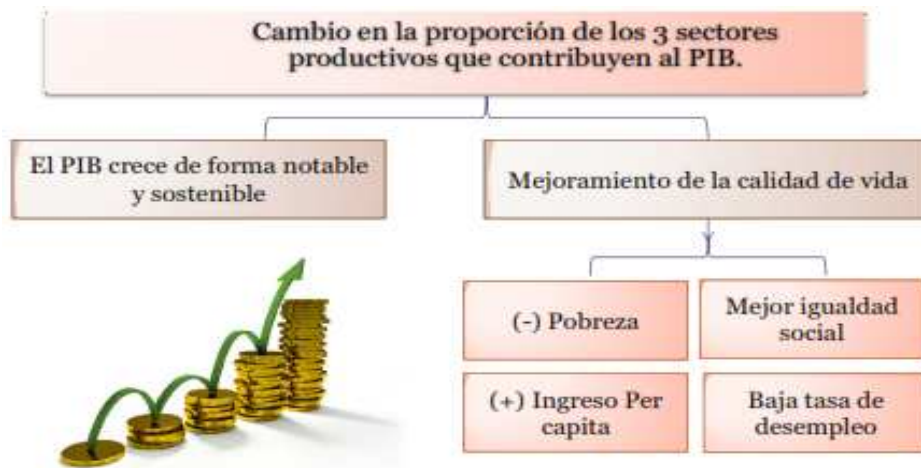 Cambio en la proporción de los 3 sectores
productivos que contribuyen al PIB.
El PIB crece de forma notable
y sostenible
Mejoramiento de la calidad de vida
(-) Pobreza
Mejor igualdad
social
(+) Ingreso Per
capita
Baja tasa de
desempleo